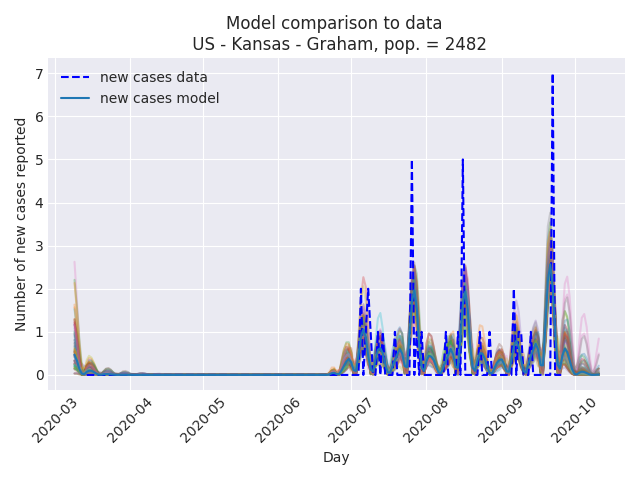 Model comparison to data
US - Kansas - Graham, pop. = 2482
new cases data
new cases model
Number of new cases reported
7
6
5
4
3
2
1
0
2020-03
2020-04
2020-05
2020-06
2020-07
2020-08
2020-09
2020-10
Day